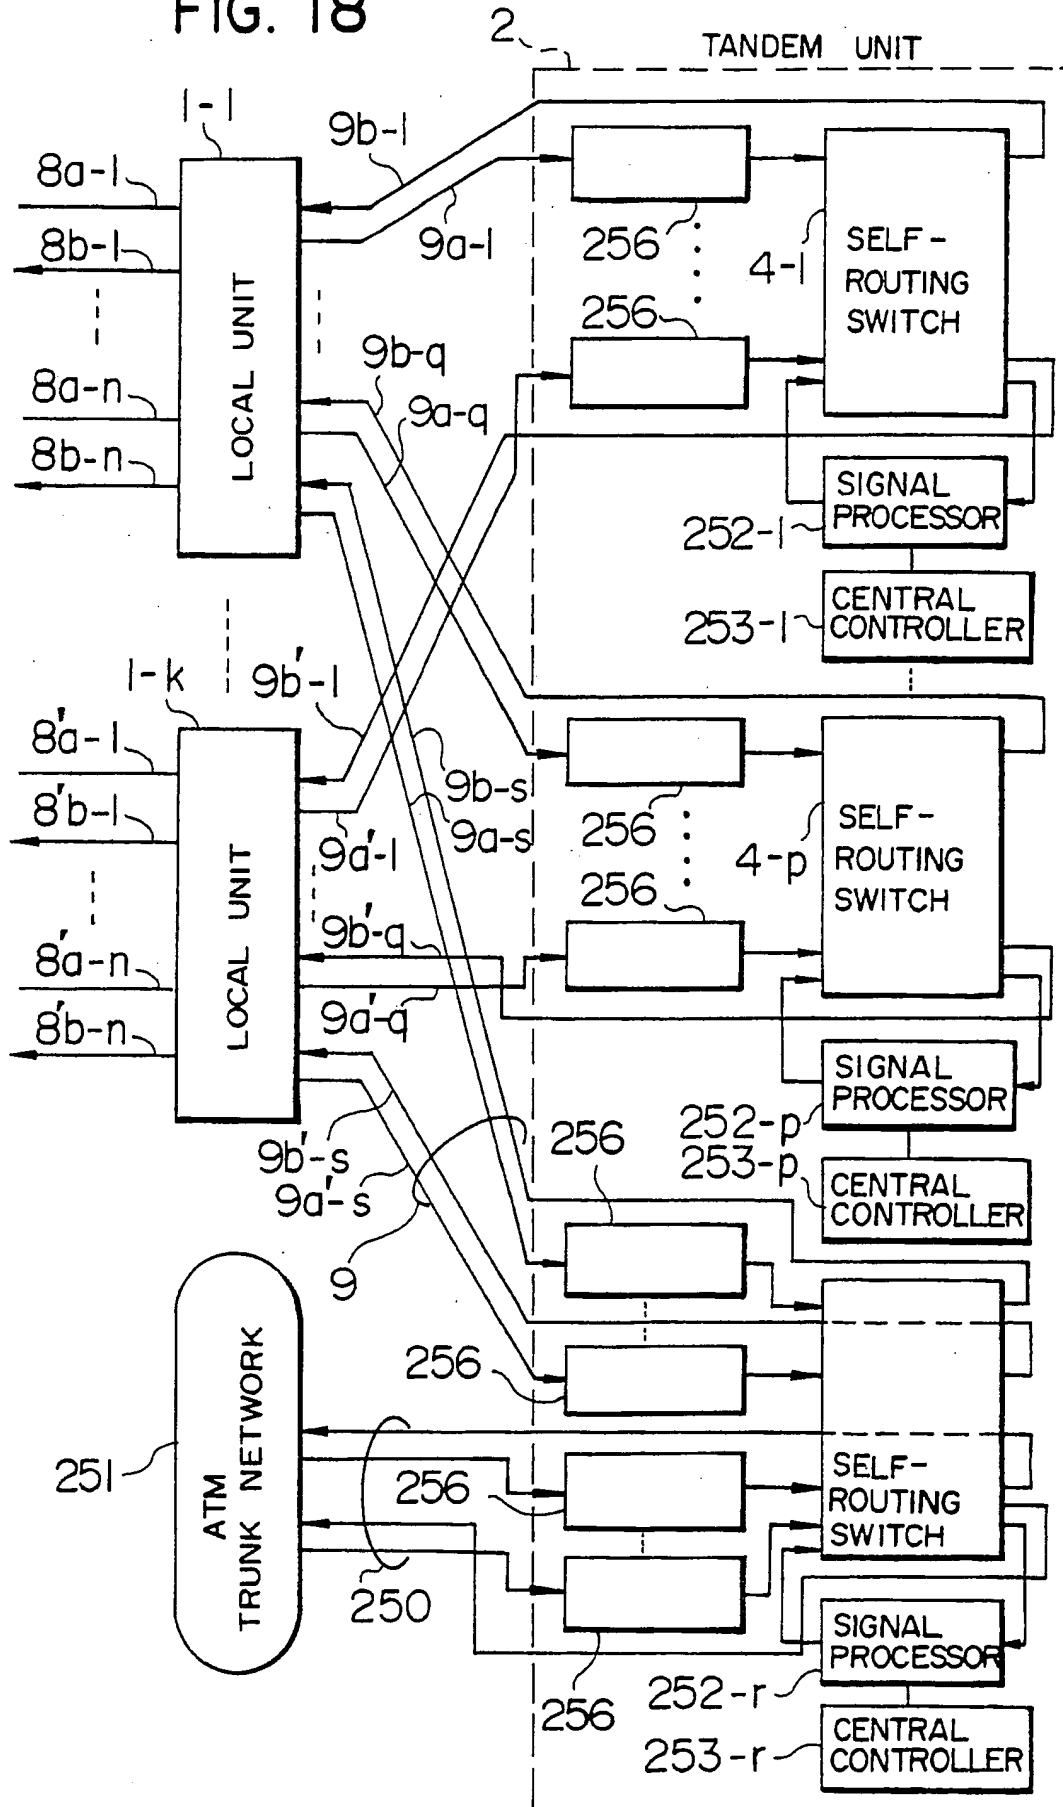 FIG. 18
2
TANDEM UNIT
1-1
9b-1
8a-1
9a-1
256
4-1
SELF-
ROUTING
SWITCH
8b-1
LOCAL UNIT
256
9b-q
8a-n
9a-q
8b-n
SIGNAL
PROCESSOR
252-1
CENTRAL
CONTROLLER
253-1
1-k
9b'-1
8'a-1
9b-s
8'b-1
9a-s
9a'-1
256
4-p
SELF-
ROUTING
SWITCH
LOCAL UNIT
256
9b'-q
8'a-n
9a'-q
8'b-n
SIGNAL
PROCESSOR
252-p
253-p
CENTRAL
CONTROLLER
9b'-s
9a'-s
256
9
256
ATM
TRUNK NETWORK
251
256
SELF-
ROUTING
SWITCH
250
SIGNAL
PROCESSOR
252-r
256
CENTRAL
CONTROLLER
253-r